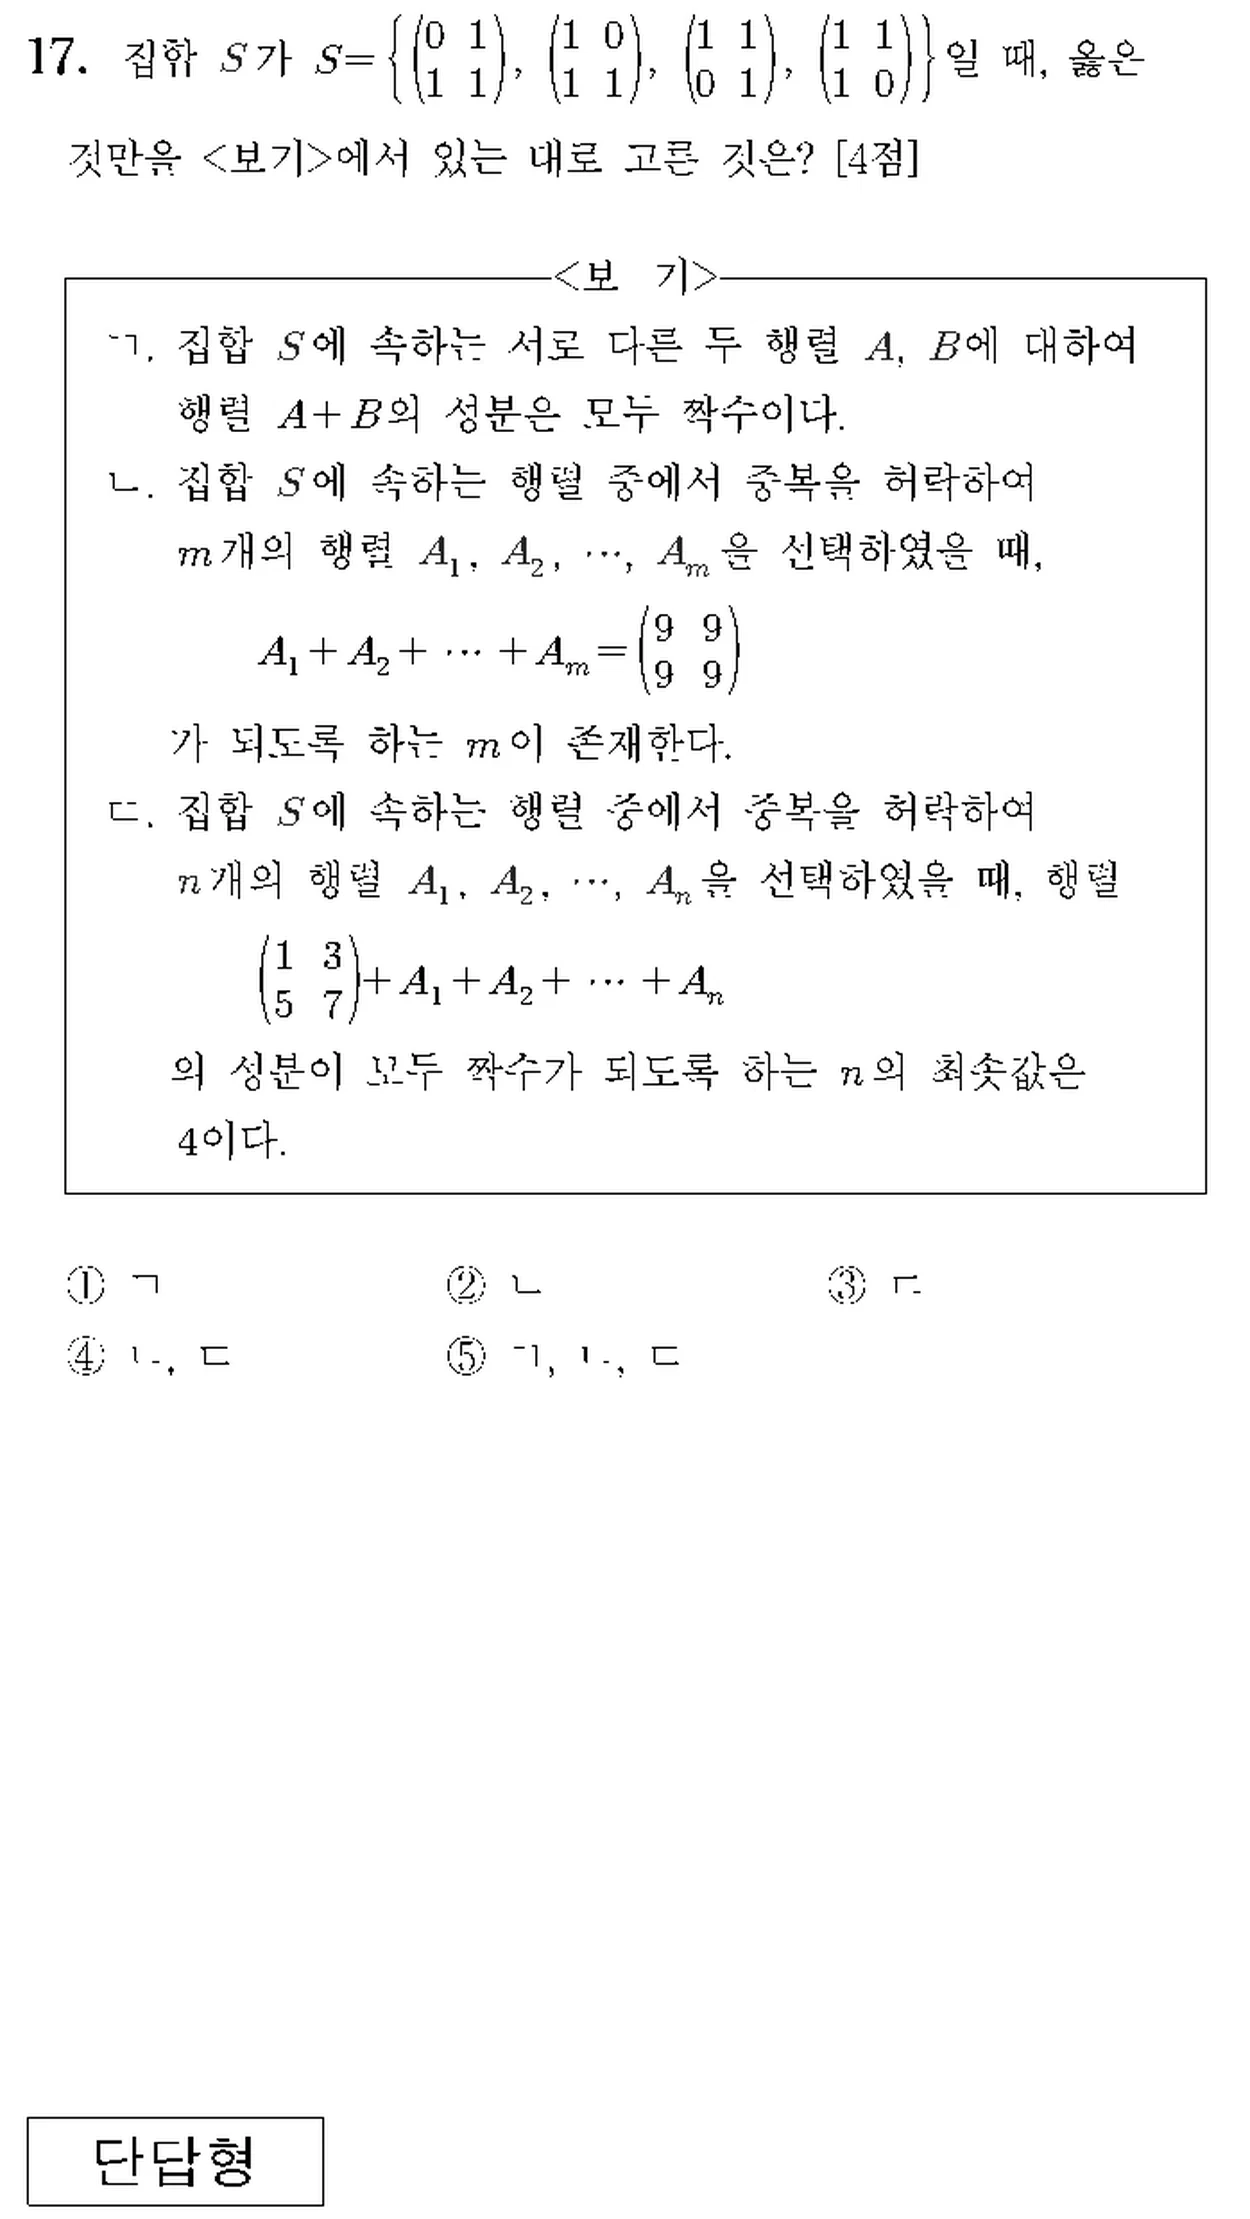 17. 집합 S가 S={(0 1; 1 1), (1 0; 1 1), (1 1; 0 1), (1 1; 1 0)}일 때, 옳은
것만을 <보기>에서 있는 대로 고른 것은? [4점]
<보 기>
ㄱ. 집합 S에 속하는 서로 다른 두 행렬 A, B에 대하여
행렬 A+B의 성분은 모두 짝수이다.
ㄴ. 집합 S에 속하는 행렬 중에서 중복을 허락하여
m개의 행렬 A₁, A₂, ⋯, Aₘ을 선택하였을 때,
A₁+A₂+ ⋯ +Aₘ=(9 9; 9 9)
가 되도록 하는 m이 존재한다.
ㄷ. 집합 S에 속하는 행렬 중에서 중복을 허락하여
n개의 행렬 A₁, A₂, ⋯, Aₙ을 선택하였을 때, 행렬
(1 3; 5 7)+A₁+A₂+ ⋯ +Aₙ
의 성분이 모두 짝수가 되도록 하는 n의 최솟값은
4이다.
① ㄱ ② ㄴ ③ ㄷ
④ ㄴ, ㄷ ⑤ ㄱ, ㄴ, ㄷ
단답형